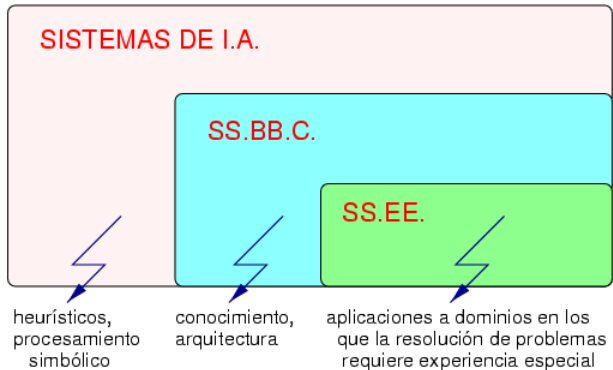 SISTEMAS DE I.A.
SS.BB.C.
SS.EE.
heurísticos,
procesamiento
simbólico
conocimiento,
arquitectura
aplicaciones a dominios en los
que la resolución de problemas
requiere experiencia especial